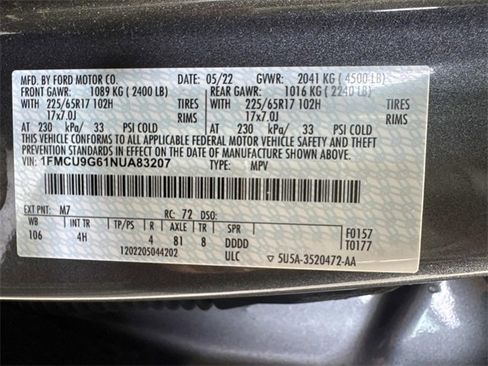 MFD. BY FORD MOTOR CO.
DATE: 05/22 GVWR: 2041 KG (4500 LB)
FRONT GAWR: 1089 KG (2400 LB) REAR GAWR: 1016 KG (2240 LB)
WITH 225/65R17 102H TIRES WITH 225/65R17 102H TIRES
17x7.0J RIMS 17x7.0J RIMS
AT 230 kPa/ 33 PSI COLD AT 230 kPa/ 33 PSI COLD
THIS VEHICLE CONFORMS TO ALL APPLICABLE FEDERAL MOTOR VEHICLE SAFETY AND BUMPER
AND THEFT PREVENTION STANDARDS IN EFFECT ON THE DATE OF MANUFACTURE SHOWN ABOVE.
1FMCU9G61NUA83207 TYPE: MPV
EXT PNT: M7 RC: 72 DSO:
WB INT TR TP/PS R AXLE TR SPR F0157
106 4H 4 81 8 DDDD T0177
1202205044202 ULC 5U5A-3520472-AA